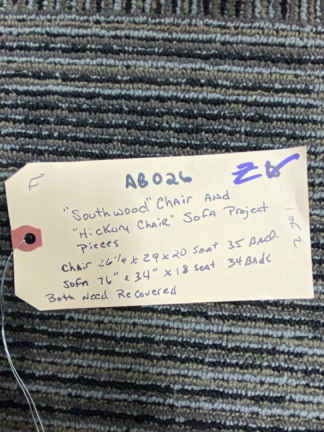 F
AB026
"Southwood" Chair And
"Hickory Chair" Sofa Project
Pieces
Chair 26 1/2 x 29 x 20 Seat 35 Back
Sofa 76" x 34" x 18 seat 34 Back
Both Need Recovered